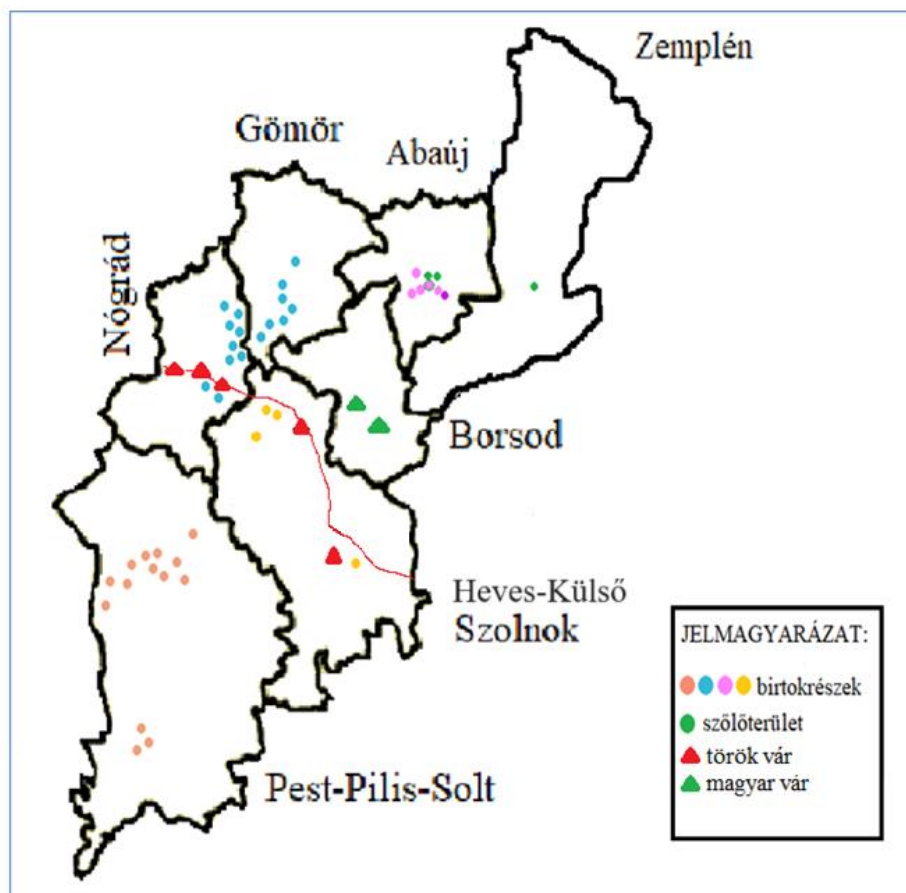 Zemplén
Gömör
Abaúj
Nógrád
Borsod
Heves-Külső
Szolnok
Pest-Pilis-Solt
JELMAGYARÁZAT:
birtokrészek
szőlőterület
török vár
magyar vár